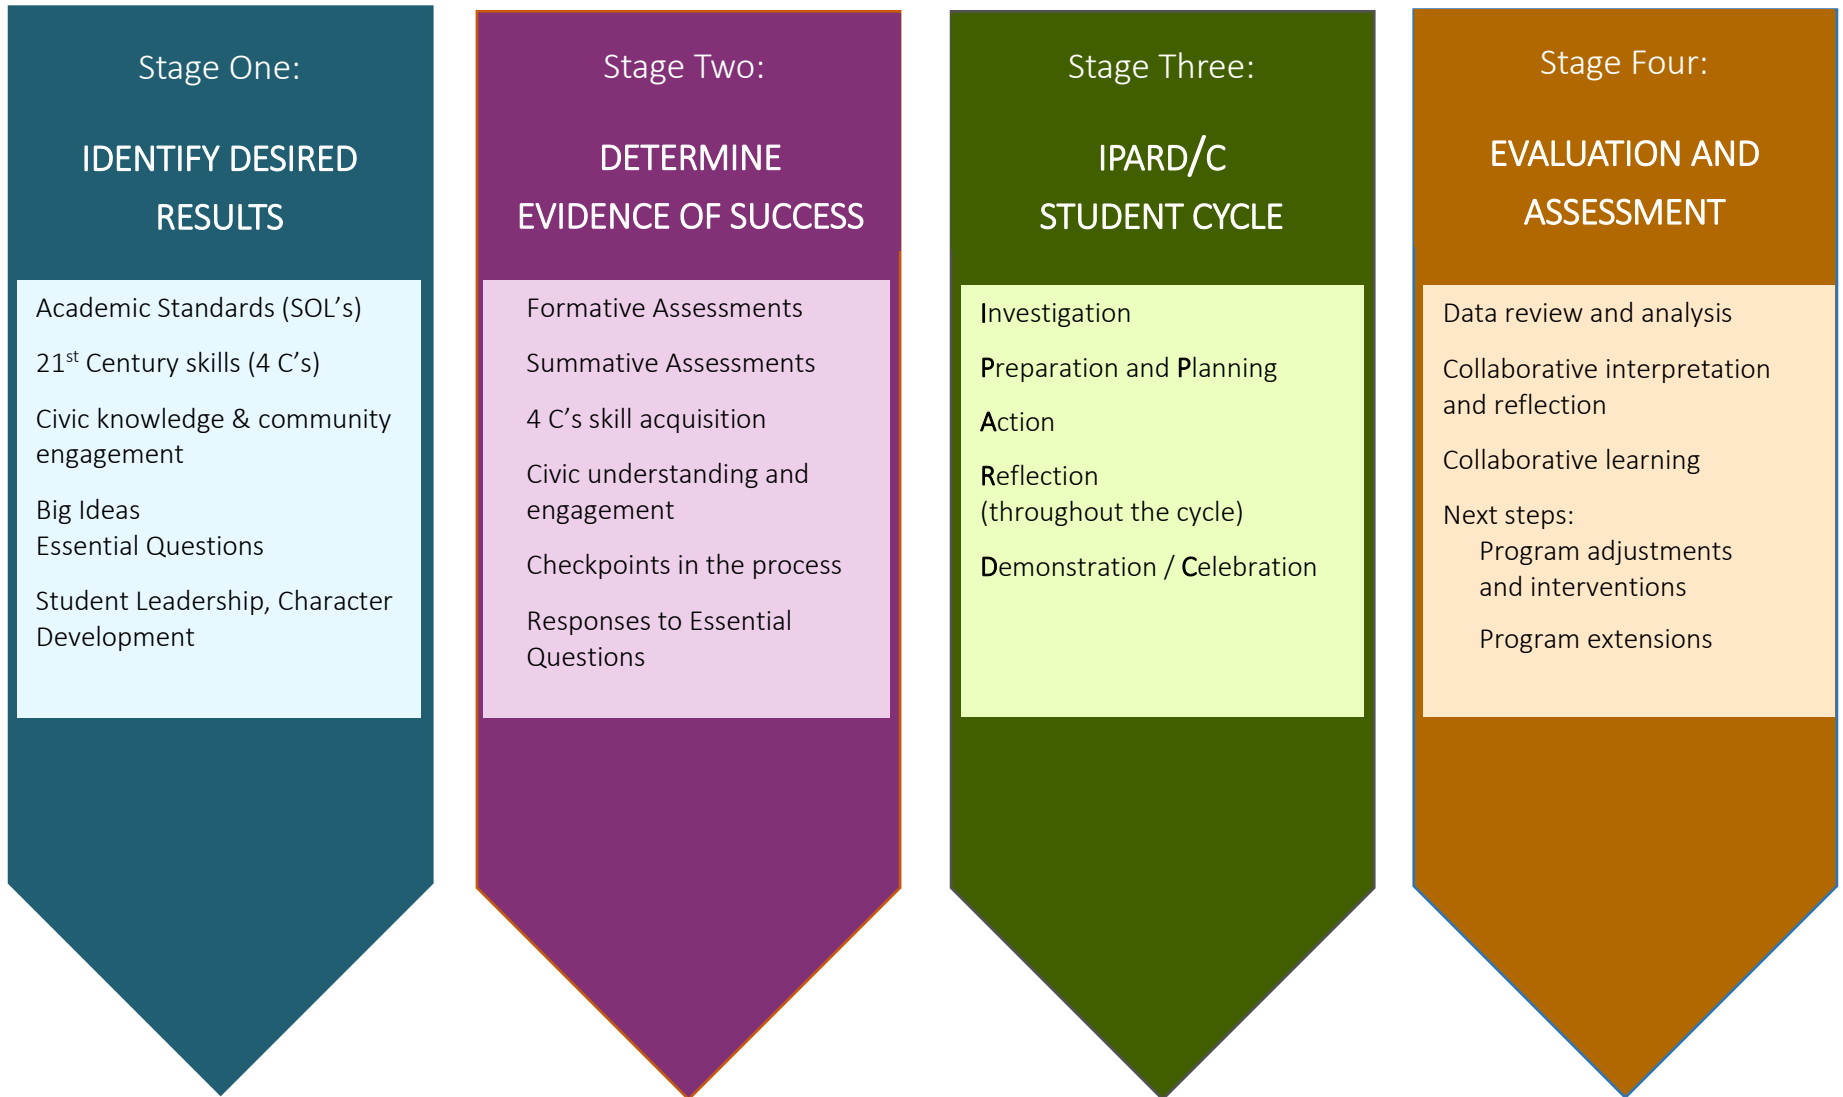 Stage One:
IDENTIFY DESIRED
RESULTS
Academic Standards (SOL’s)
21st Century skills (4 C’s)
Civic knowledge & community
engagement
Big Ideas
Essential Questions
Student Leadership, Character
Development
Stage Two:
DETERMINE
EVIDENCE OF SUCCESS
Formative Assessments
Summative Assessments
4 C’s skill acquisition
Civic understanding and
engagement
Checkpoints in the process
Responses to Essential
Questions
Stage Three:
IPARD/C
STUDENT CYCLE
Investigation
Preparation and Planning
Action
Reflection
(throughout the cycle)
Demonstration / Celebration
Stage Four:
EVALUATION AND
ASSESSMENT
Data review and analysis
Collaborative interpretation
and reflection
Collaborative learning
Next steps:
Program adjustments
and interventions
Program extensions